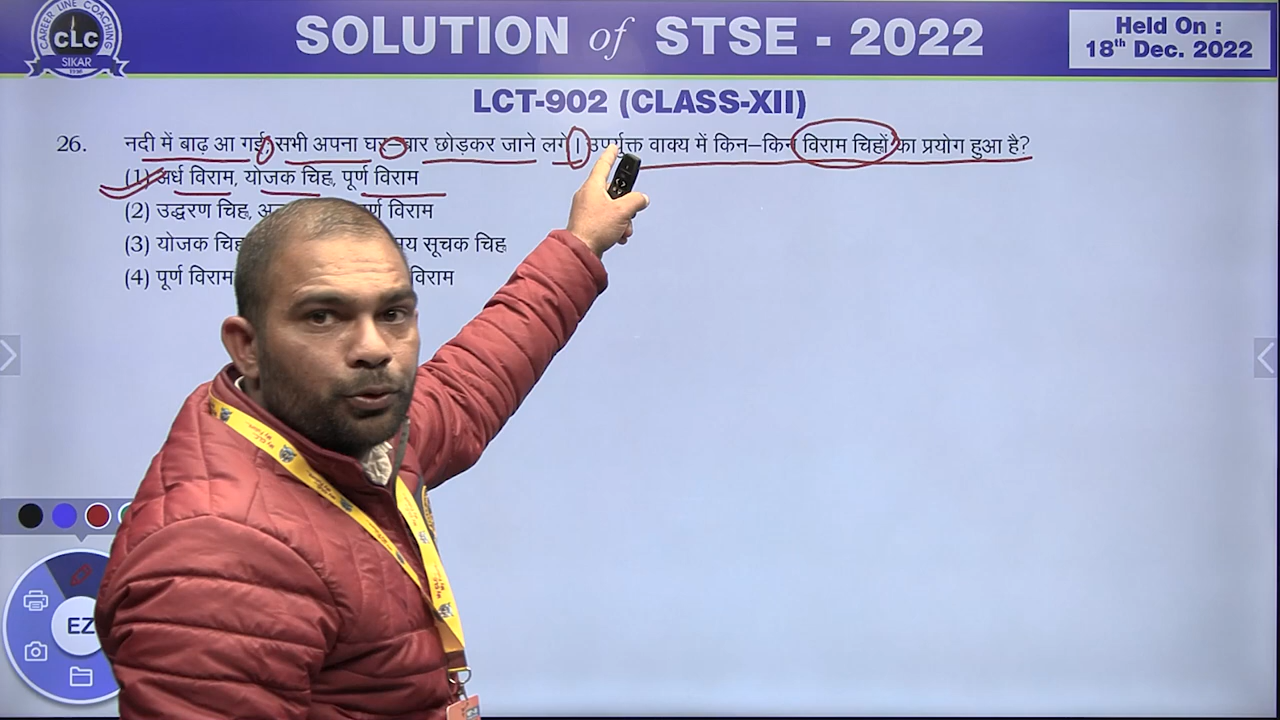 CAREER LINE COACHING
CLC
SIKAR
SOLUTION of STSE - 2022
Held On :
18th Dec. 2022
LCT-902 (CLASS-XII)
26. नदी में बाढ़ आ गई; सभी अपना घर–बार छोड़कर जाने लगे। उपर्युक्त वाक्य में किन–किन विराम चिह्नों का प्रयोग हुआ है?
(1) अर्ध विराम, योजक चिह्न, पूर्ण विराम
(2) उद्धरण चिह्न, विराम
(3) योजक सूचक चिह्न
(4) पूर्ण विराम विराम
EZ